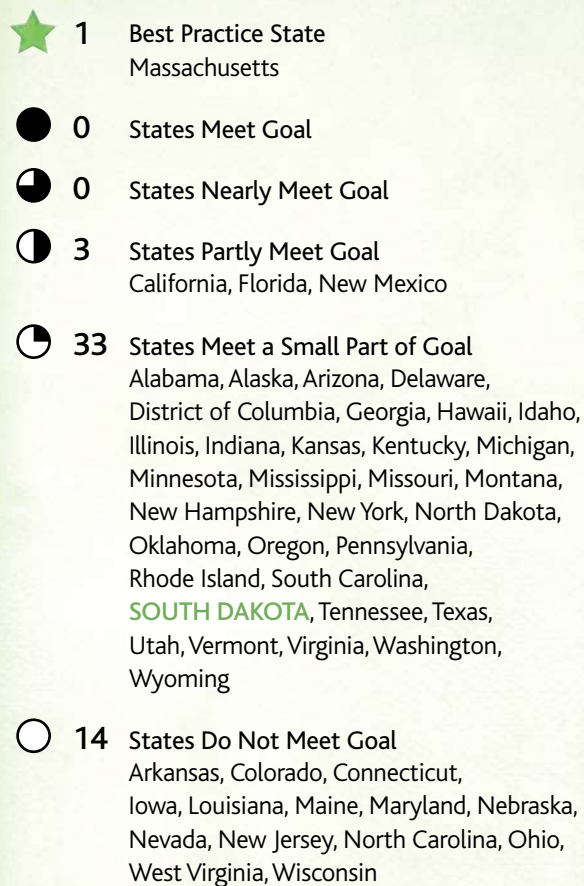 1 Best Practice State
Massachusetts
0 States Meet Goal
0 States Nearly Meet Goal
3 States Partly Meet Goal
California, Florida, New Mexico
33 States Meet a Small Part of Goal
Alabama, Alaska, Arizona, Delaware,
District of Columbia, Georgia, Hawaii, Idaho,
Illinois, Indiana, Kansas, Kentucky, Michigan,
Minnesota, Mississippi, Missouri, Montana,
New Hampshire, New York, North Dakota,
Oklahoma, Oregon, Pennsylvania,
Rhode Island, South Carolina,
SOUTH DAKOTA, Tennessee, Texas,
Utah, Vermont, Virginia, Washington,
Wyoming
14 States Do Not Meet Goal
Arkansas, Colorado, Connecticut,
Iowa, Louisiana, Maine, Maryland, Nebraska,
Nevada, New Jersey, North Carolina, Ohio,
West Virginia, Wisconsin